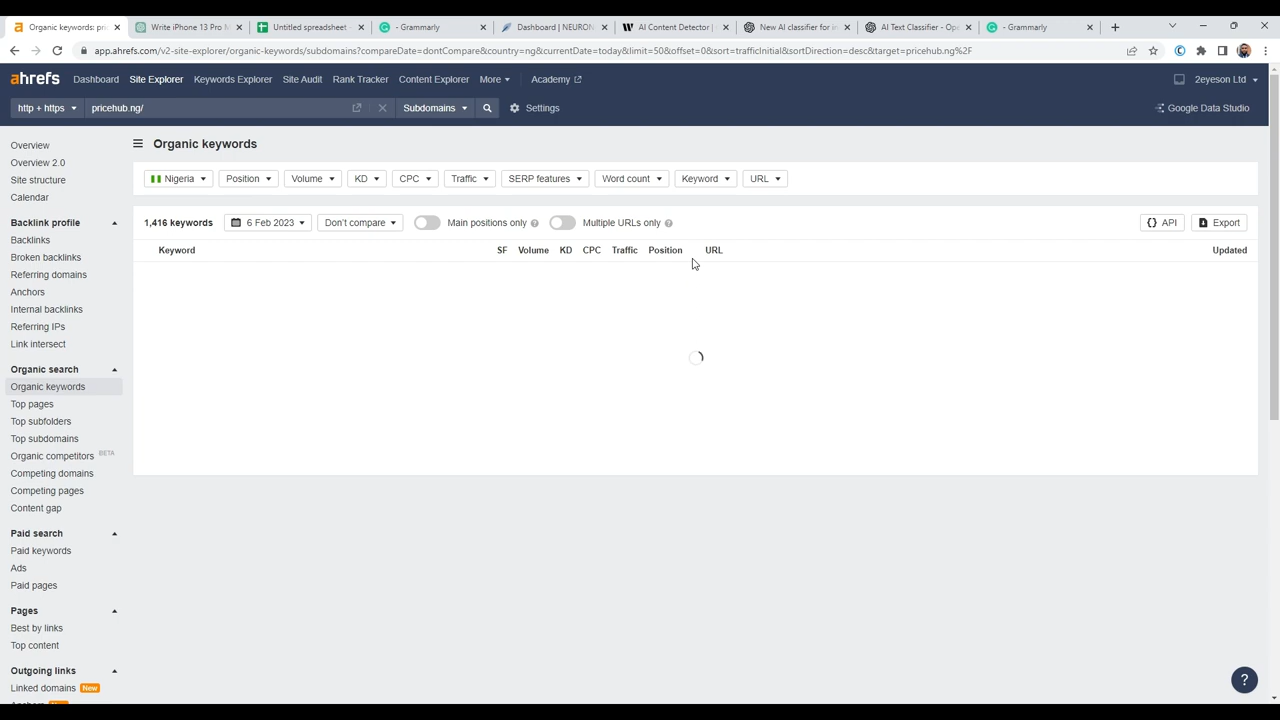 Organic keywords: price
Write iPhone 13 Pro M
Untitled spreadsheet -
- Grammarly
Dashboard | NEURON
AI Content Detector |
New AI classifier for in
AI Text Classifier - Ope
- Grammarly
app.ahrefs.com/v2-site-explorer/organic-keywords/subdomains?compareDate=dontCompare&country=ng&currentDate=today&limit=50&offset=0&sort=trafficInitial&sortDirection=desc&target=pricehub.ng%2F
ahrefs Dashboard Site Explorer Keywords Explorer Site Audit Rank Tracker Content Explorer More Academy 2eyeson Ltd
http + https pricehub.ng/ Subdomains Settings Google Data Studio
Organic keywords
Nigeria Position Volume KD CPC Traffic SERP features Word count Keyword URL
1,416 keywords 6 Feb 2023 Don't compare Main positions only ? Multiple URLs only ? API Export
Keyword SF Volume KD CPC Traffic Position URL Updated
Overview
Overview 2.0
Site structure
Calendar
Backlink profile
Backlinks
Broken backlinks
Referring domains
Anchors
Internal backlinks
Referring IPs
Link intersect
Organic search
Organic keywords
Top pages
Top subfolders
Top subdomains
Organic competitors BETA
Competing domains
Competing pages
Content gap
Paid search
Paid keywords
Ads
Paid pages
Pages
Best by links
Top content
Outgoing links
Linked domains New
?